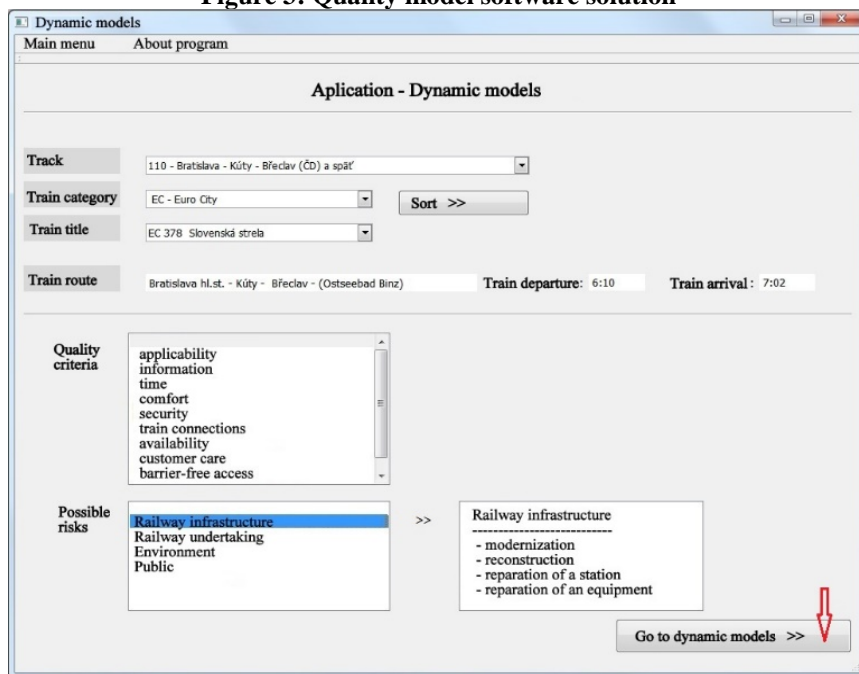 Figure 3: Quality model software solution
Dynamic models
Main menu About program
Aplication - Dynamic models
Track 110 - Bratislava - Kúty - Břeclav (ČD) a späť
Train category EC - Euro City Sort >>
Train title EC 378 Slovenská strela
Train route Bratislava hl.st. - Kúty - Břeclav - (Ostseebad Binz) Train departure: 6:10 Train arrival : 7:02
Quality
criteria
applicability
information
time
comfort
security
train connections
availability
customer care
barrier-free access
Possible
risks
Railway infrastructure
Railway undertaking
Environment
Public
>>
Railway infrastructure
-----------------------
- modernization
- reconstruction
- reparation of a station
- reparation of an equipment
Go to dynamic models >>